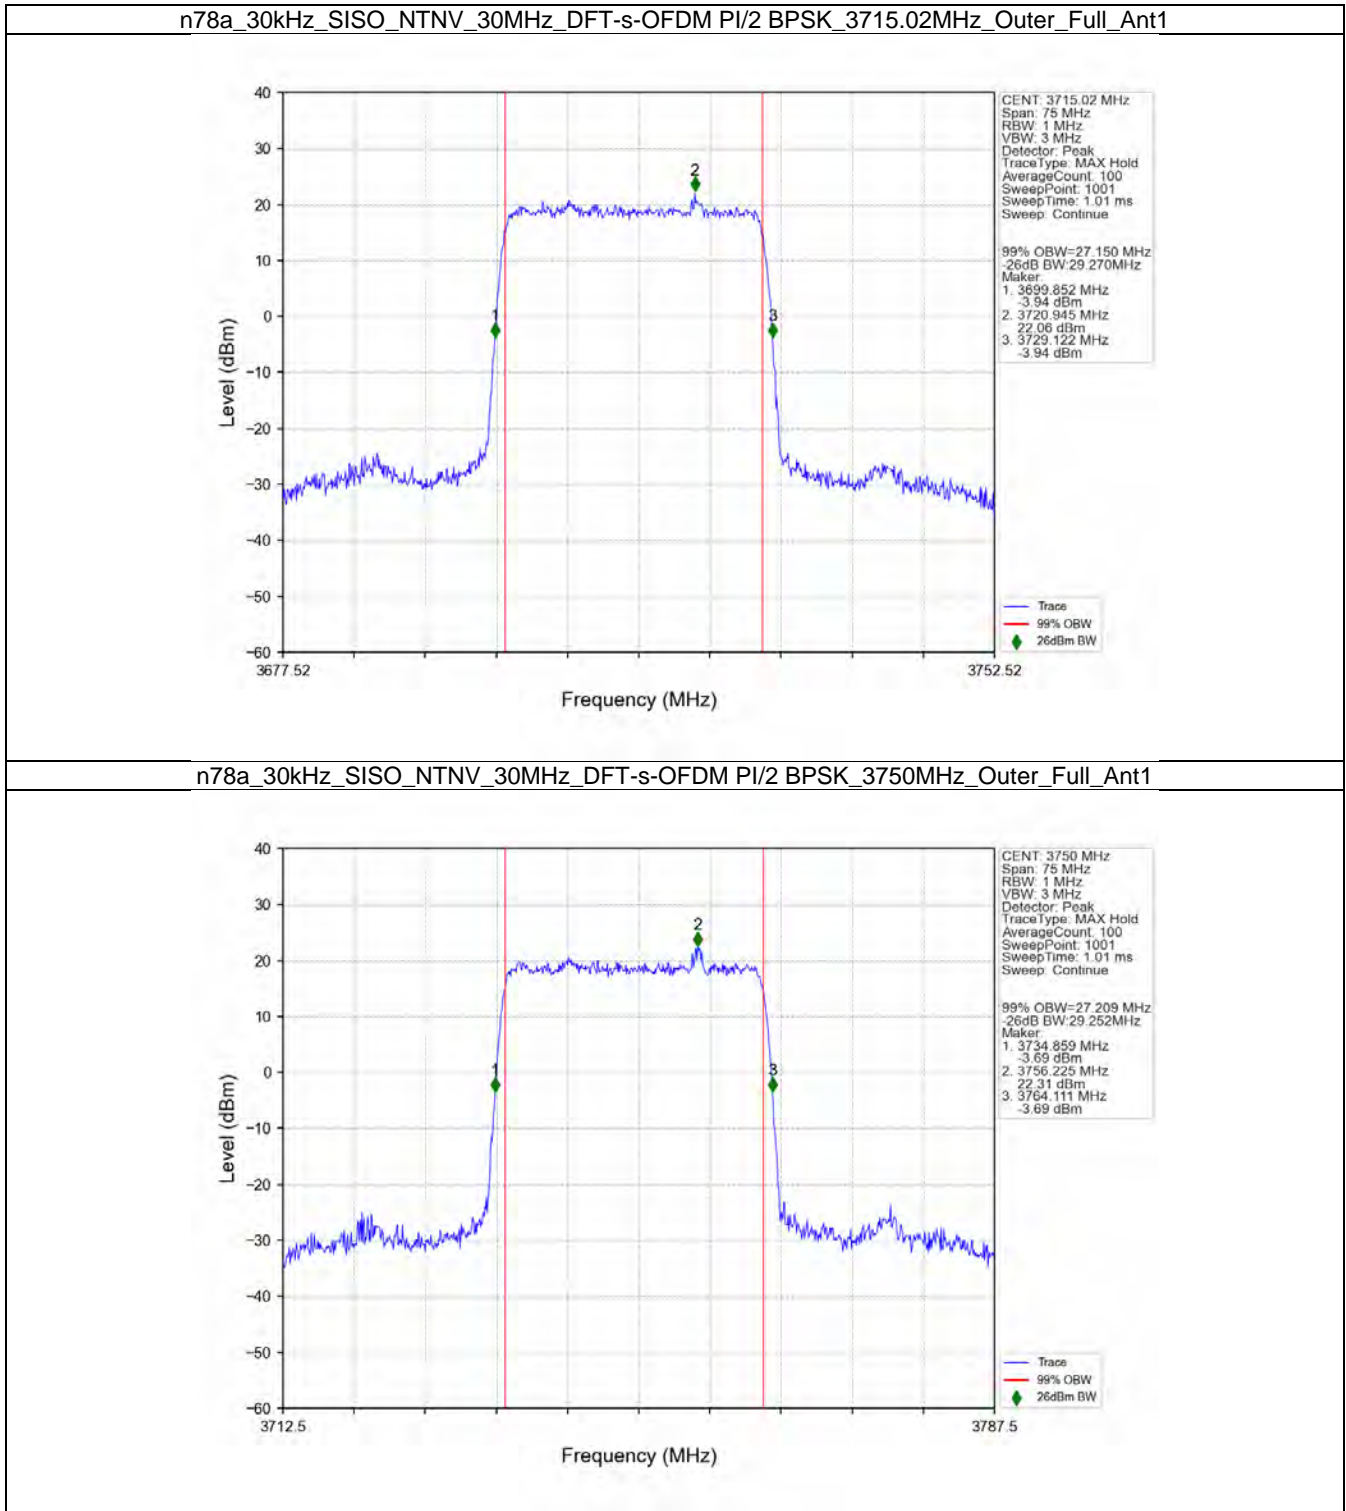 n78a_30kHz_SISO_NTNV_30MHz_DFT-s-OFDM PI/2 BPSK_3715.02MHz_Outer_Full_Ant1
40
30
20
10
0
−10
−20
−30
−40
−50
−60
Level (dBm)
1
2
3
3677.52
3752.52
Frequency (MHz)
CENT: 3715.02 MHz
Span: 75 MHz
RBW: 1 MHz
VBW: 3 MHz
Detector: Peak
TraceType: MAX Hold
AverageCount: 100
SweepPoint: 1001
SweepTime: 1.01 ms
Sweep: Continue
99% OBW=27.150 MHz
-26dB BW:29.270MHz
Maker:
1. 3699.852 MHz
-3.94 dBm
2. 3720.945 MHz
22.06 dBm
3. 3729.122 MHz
-3.94 dBm
Trace
99% OBW
26dBm BW
n78a_30kHz_SISO_NTNV_30MHz_DFT-s-OFDM PI/2 BPSK_3750MHz_Outer_Full_Ant1
40
30
20
10
0
−10
−20
−30
−40
−50
−60
Level (dBm)
1
2
3
3712.5
3787.5
Frequency (MHz)
CENT: 3750 MHz
Span: 75 MHz
RBW: 1 MHz
VBW: 3 MHz
Detector: Peak
TraceType: MAX Hold
AverageCount: 100
SweepPoint: 1001
SweepTime: 1.01 ms
Sweep: Continue
99% OBW=27.209 MHz
-26dB BW:29.252MHz
Maker:
1. 3734.859 MHz
-3.69 dBm
2. 3756.225 MHz
22.31 dBm
3. 3764.111 MHz
-3.69 dBm
Trace
99% OBW
26dBm BW